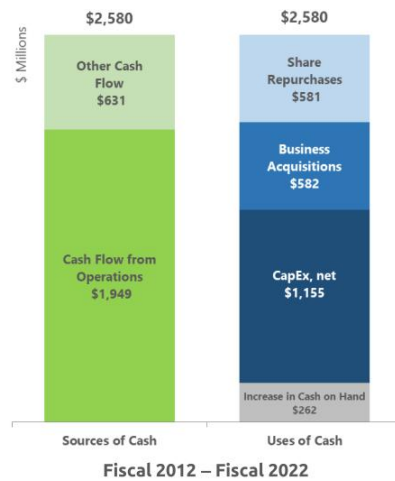 $2,580
$2,580
$ Millions
Other Cash
Flow
$631
Cash Flow from
Operations
$1,949
Share
Repurchases
$581
Business
Acquisitions
$582
CapEx, net
$1,155
Increase in Cash on Hand
$262
Sources of Cash
Uses of Cash
Fiscal 2012 – Fiscal 2022